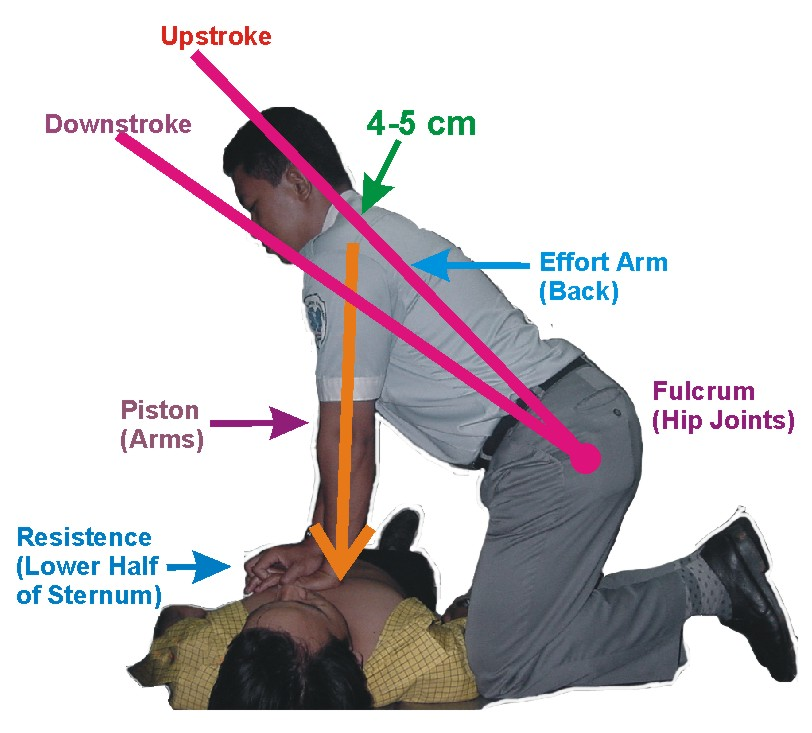 Upstroke
Downstroke
4-5 cm
Effort Arm
(Back)
Fulcrum
(Hip Joints)
Piston
(Arms)
Resistence
(Lower Half
of Sternum)